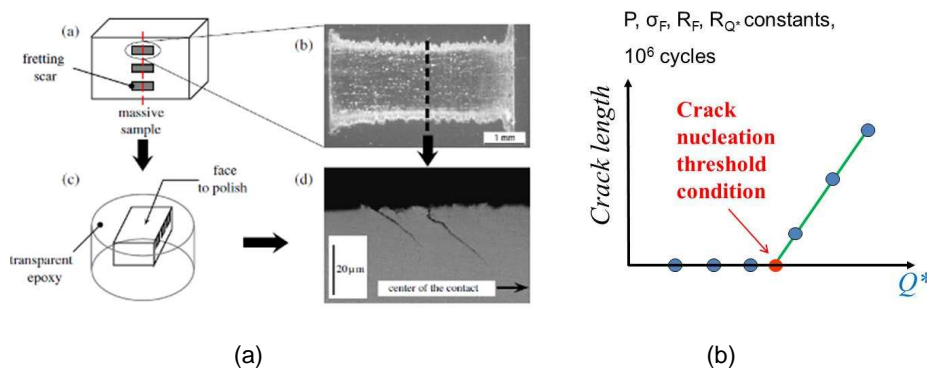 (a)
fretting
scar
massive
sample
(b)
1 mm
(c)
face
to polish
transparent
epoxy
(d)
20µm
center of the contact
(a)
P, σF, RF, RQ* constants,
10⁶ cycles
Crack length
Crack
nucleation
threshold
condition
Q*
(b)